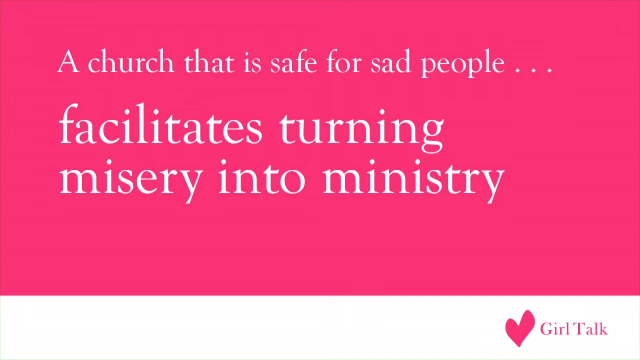 A church that is safe for sad people . . .
facilitates turning
misery into ministry
Girl Talk